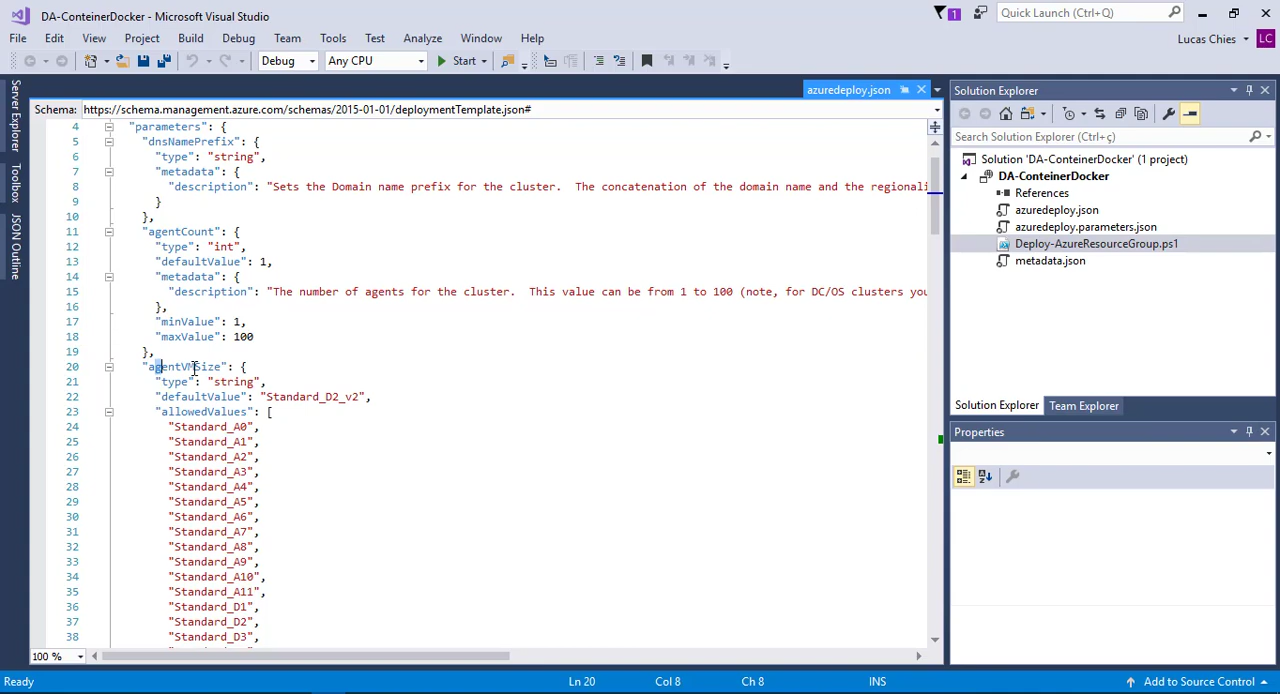 DA-ConteinerDocker - Microsoft Visual Studio
1
Quick Launch (Ctrl+Q)
File Edit View Project Build Debug Team Tools Test Analyze Window Help
Lucas Chies
LC
Debug
Any CPU
Start
Server Explorer
Toolbox
JSON Outline
azuredeploy.json
Schema: https://schema.management.azure.com/schemas/2015-01-01/deploymentTemplate.json#
4 "parameters": {
5 "dnsNamePrefix": {
6 "type": "string",
7 "metadata": {
8 "description": "Sets the Domain name prefix for the cluster.  The concatenation of the domain name and the regionali
9 }
10 },
11 "agentCount": {
12 "type": "int",
13 "defaultValue": 1,
14 "metadata": {
15 "description": "The number of agents for the cluster.  This value can be from 1 to 100 (note, for DC/OS clusters you
16 },
17 "minValue": 1,
18 "maxValue": 100
19 },
20 "agentVMSize": {
21 "type": "string",
22 "defaultValue": "Standard_D2_v2",
23 "allowedValues": [
24 "Standard_A0",
25 "Standard_A1",
26 "Standard_A2",
27 "Standard_A3",
28 "Standard_A4",
29 "Standard_A5",
30 "Standard_A6",
31 "Standard_A7",
32 "Standard_A8",
33 "Standard_A9",
34 "Standard_A10",
35 "Standard_A11",
36 "Standard_D1",
37 "Standard_D2",
38 "Standard_D3",
100 %
Solution Explorer
Search Solution Explorer (Ctrl+ç)
Solution 'DA-ConteinerDocker' (1 project)
DA-ConteinerDocker
References
azuredeploy.json
azuredeploy.parameters.json
Deploy-AzureResourceGroup.ps1
metadata.json
Solution Explorer Team Explorer
Properties
Ready
Ln 20
Col 8
Ch 8
INS
Add to Source Control